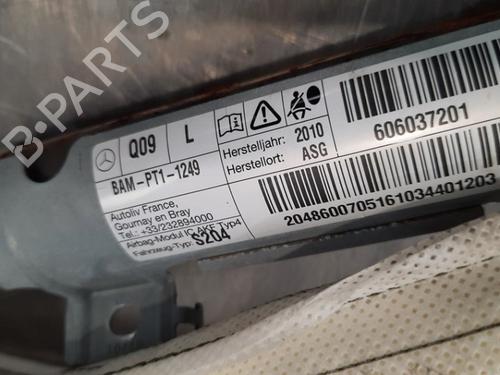 Q09
L
BAM-PT1-1249
Herstelljahr: 2010
Herstellort: ASG
Autoliv France,
Gournay en Bray
Tel.: +33/232894000
Airbag-Modul IC AKF Typ4
Fahrzeug-Typ: S204
606037201
2048600705161034401203
B-PARTS